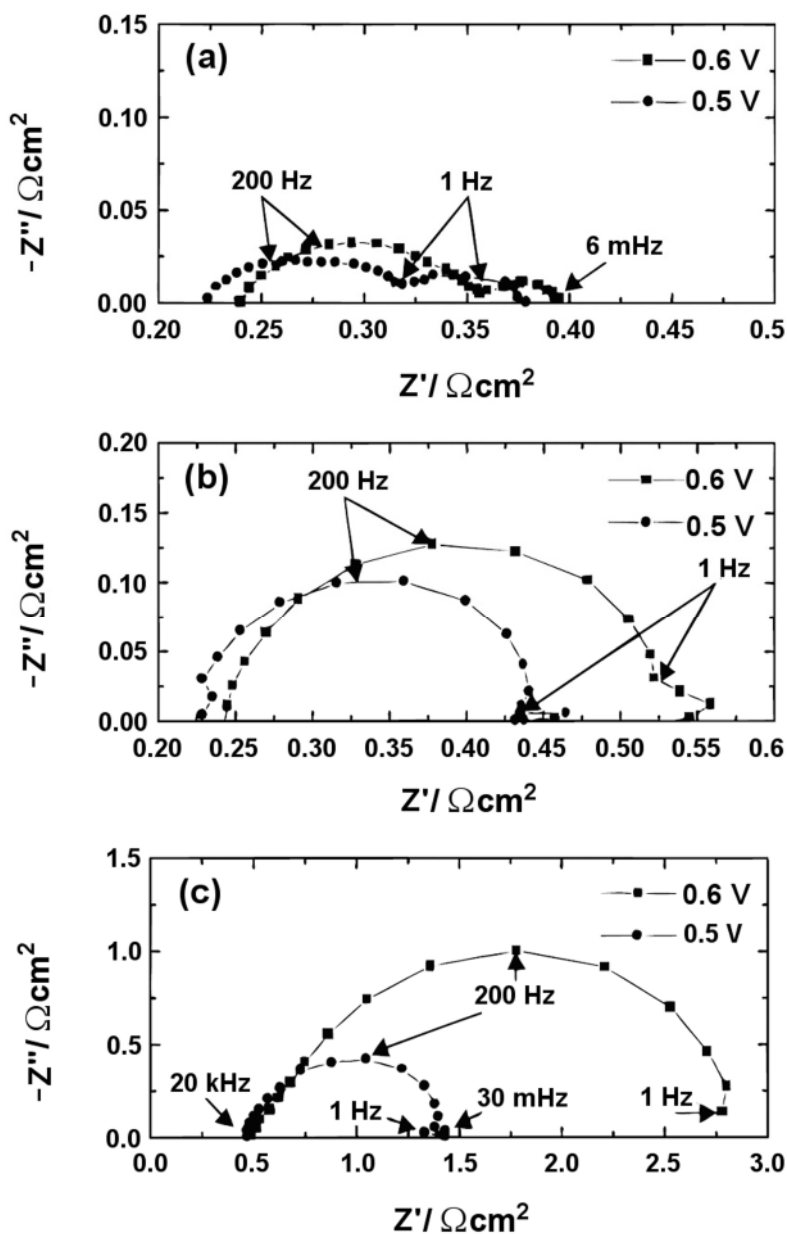 (a)
0.6 V
0.5 V
200 Hz
1 Hz
6 mHz
-Z''/ Ωcm²
0.15
0.10
0.05
0.00
0.20 0.25 0.30 0.35 0.40 0.45 0.5
Z'/ Ωcm²
(b)
0.6 V
0.5 V
200 Hz
1 Hz
-Z''/ Ωcm²
0.20
0.15
0.10
0.05
0.00
0.20 0.25 0.30 0.35 0.40 0.45 0.50 0.55 0.6
Z'/ Ωcm²
(c)
0.6 V
0.5 V
200 Hz
20 kHz
1 Hz
30 mHz
1 Hz
-Z''/ Ωcm²
1.5
1.0
0.5
0.0
0.0 0.5 1.0 1.5 2.0 2.5 3.0
Z'/ Ωcm²